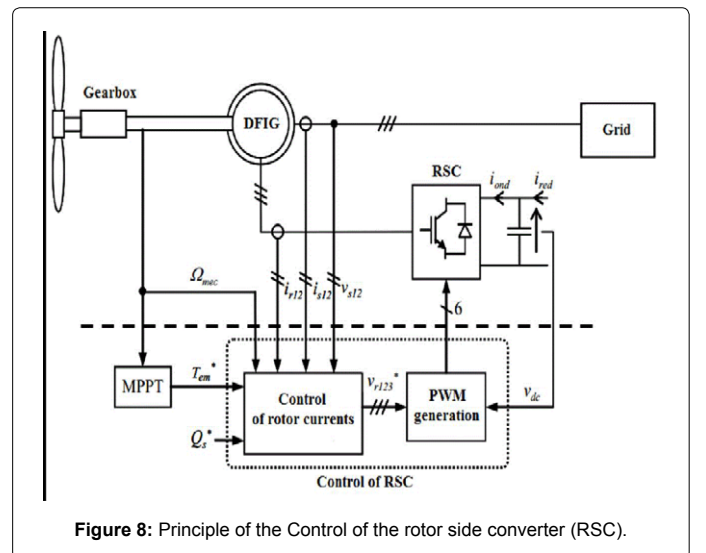 Gearbox
DFIG
Grid
RSC
i_ond
i_red
Ω_mec
i_r12
i_s12
v_s12
6
MPPT
T_em*
Q_s*
Control
of rotor currents
v_r123*
PWM
generation
v_dc
Control of RSC
Figure 8: Principle of the Control of the rotor side converter (RSC).